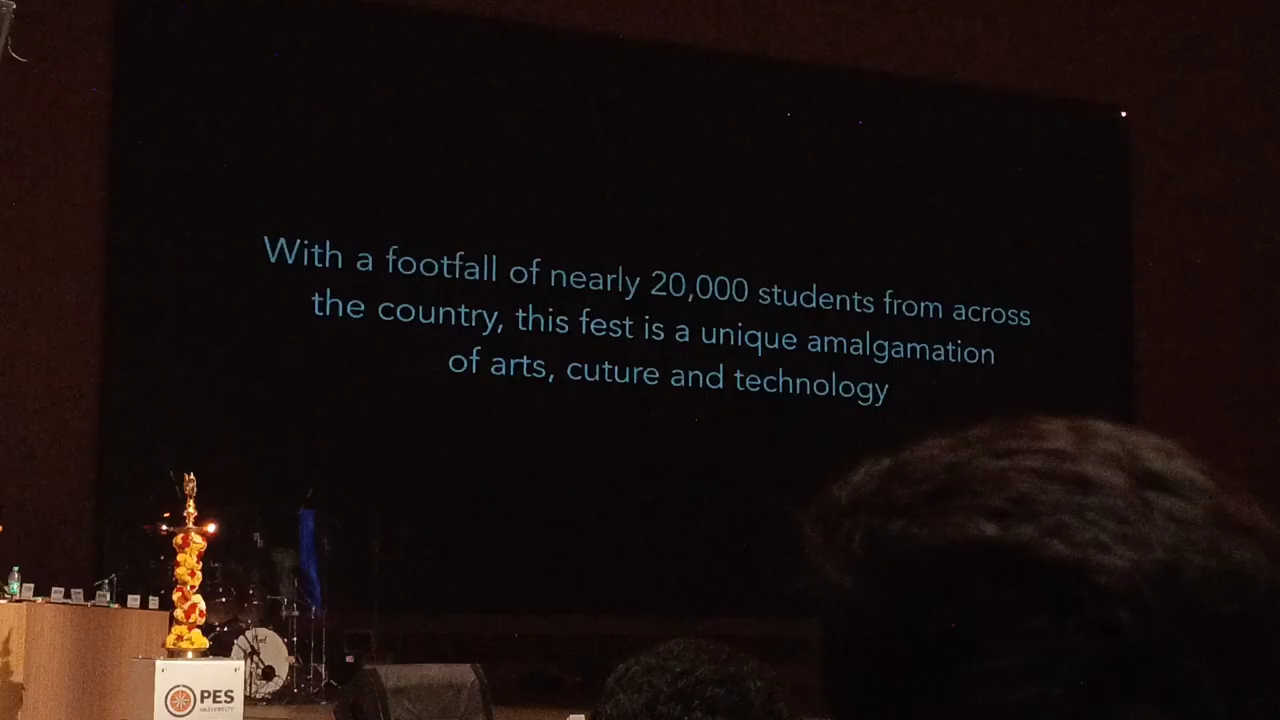 With a footfall of nearly 20,000 students from across
the country, this fest is a unique amalgamation
of arts, cuture and technology
PES
UNIVERSITY